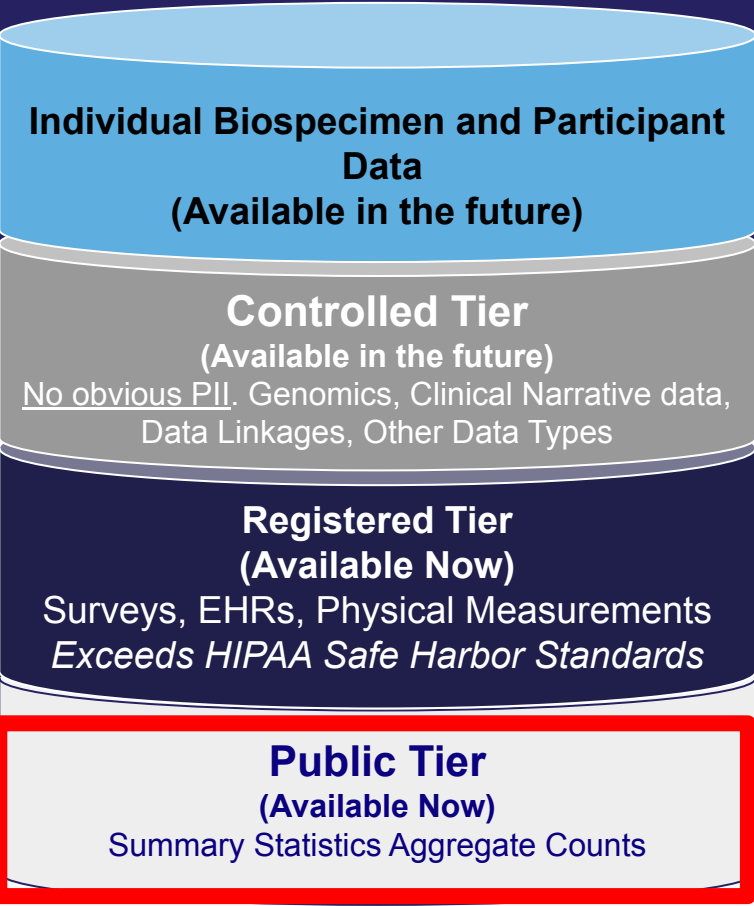 Individual Biospecimen and Participant
Data
(Available in the future)
Controlled Tier
(Available in the future)
No obvious PII. Genomics, Clinical Narrative data,
Data Linkages, Other Data Types
Registered Tier
(Available Now)
Surveys, EHRs, Physical Measurements
Exceeds HIPAA Safe Harbor Standards
Public Tier
(Available Now)
Summary Statistics Aggregate Counts